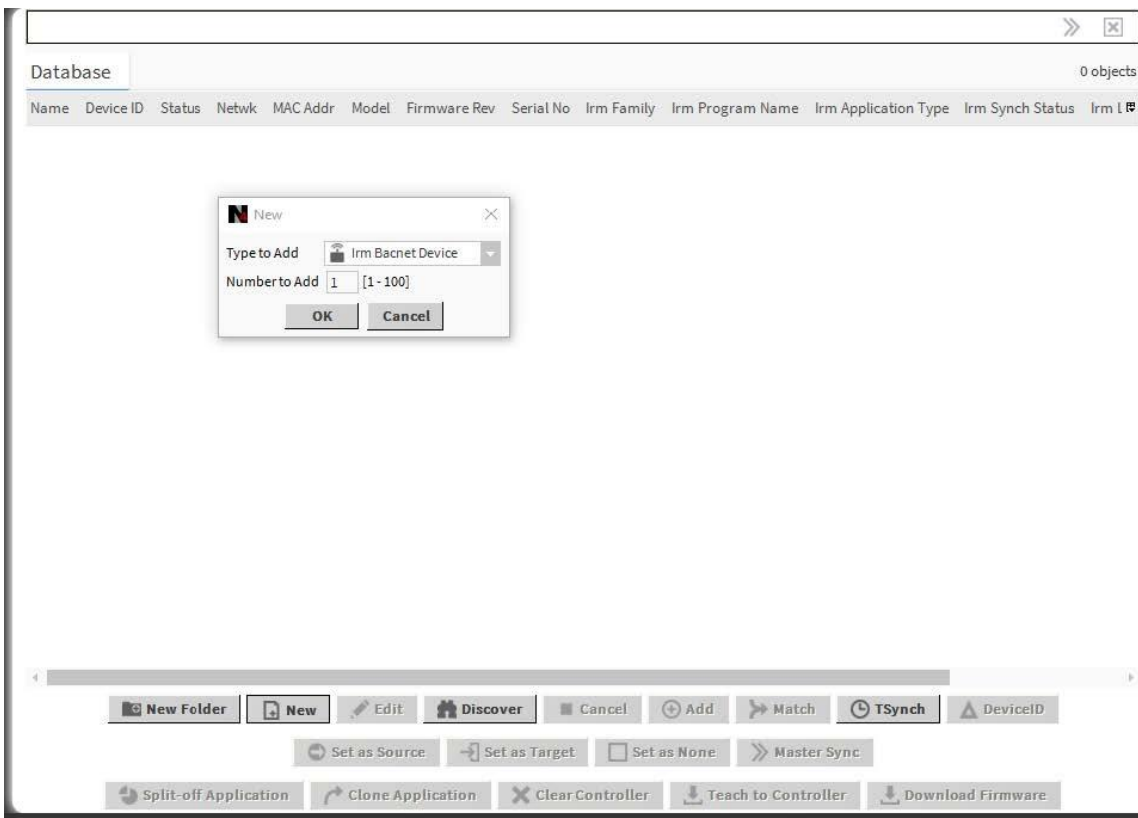 Database 0 objects
Name Device ID Status Netwk MAC Addr Model Firmware Rev Serial No Irm Family Irm Program Name Irm Application Type Irm Synch Status Irm L
N New
Type to Add Irm Bacnet Device
Number to Add 1 [1 - 100]
OK Cancel
New Folder New Edit Discover Cancel Add Match TSynch DeviceID
Set as Source Set as Target Set as None Master Sync
Split-off Application Clone Application Clear Controller Teach to Controller Download Firmware